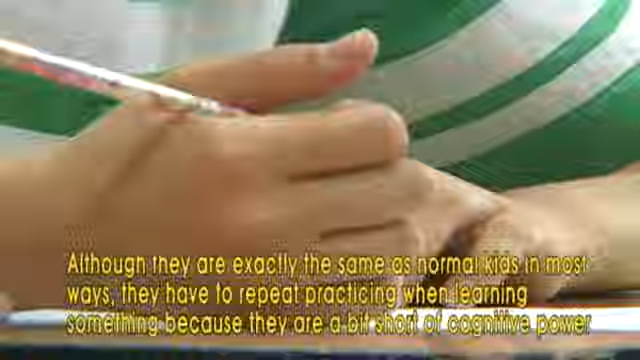 Although they are exactly the same as normal kids in most
ways, they have to repeat practicing when learning
something because they are a bit short of cognitive power